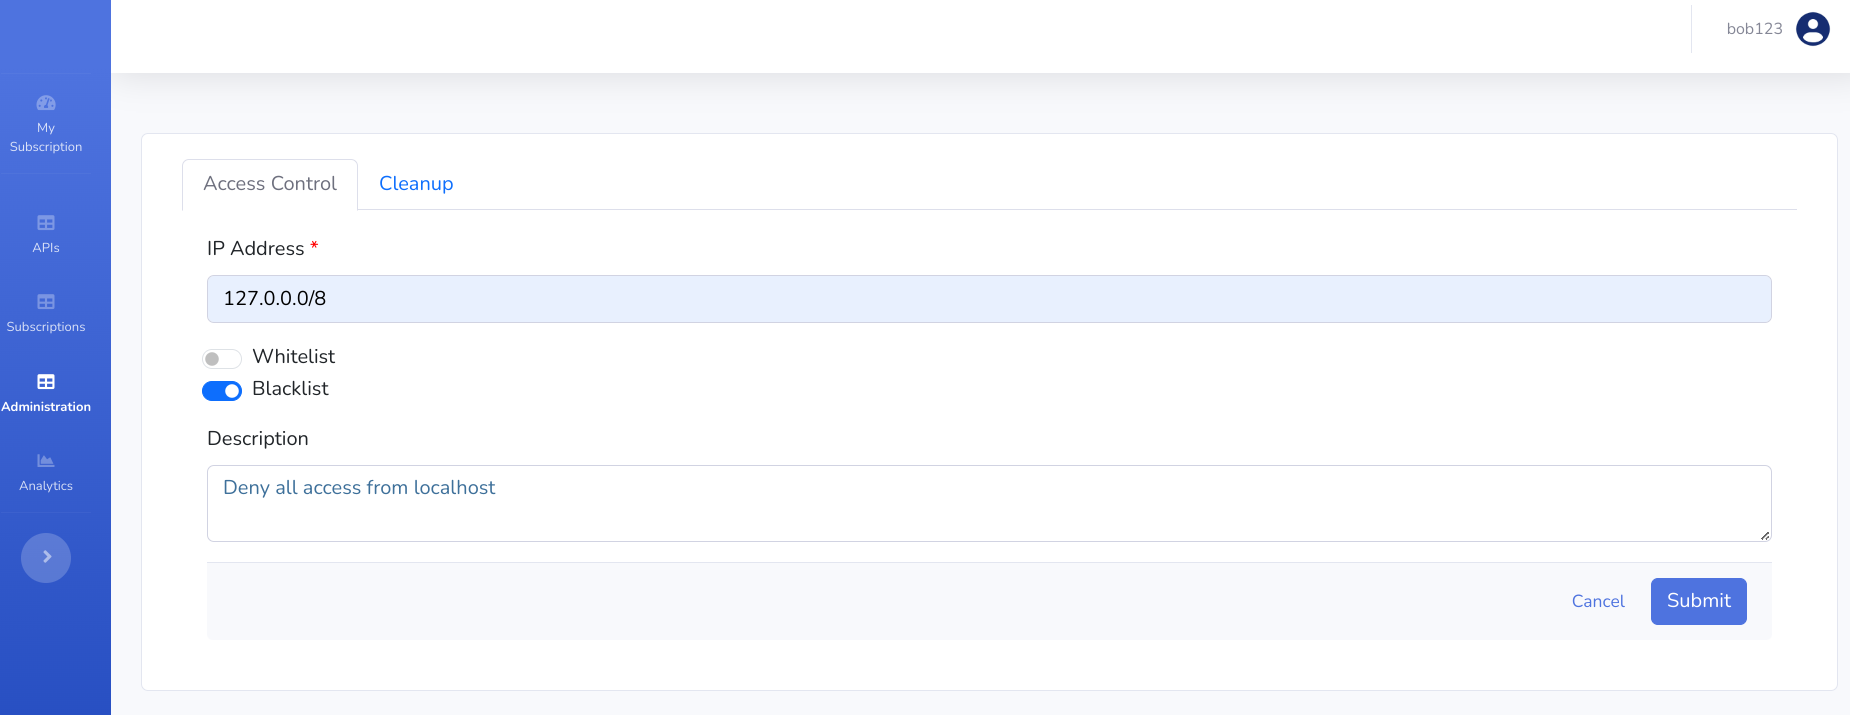 bob123
My
Subscription
APIs
Subscriptions
Administration
Analytics
Access Control
Cleanup
IP Address *
127.0.0.0/8
Whitelist
Blacklist
Description
Deny all access from localhost
Cancel
Submit